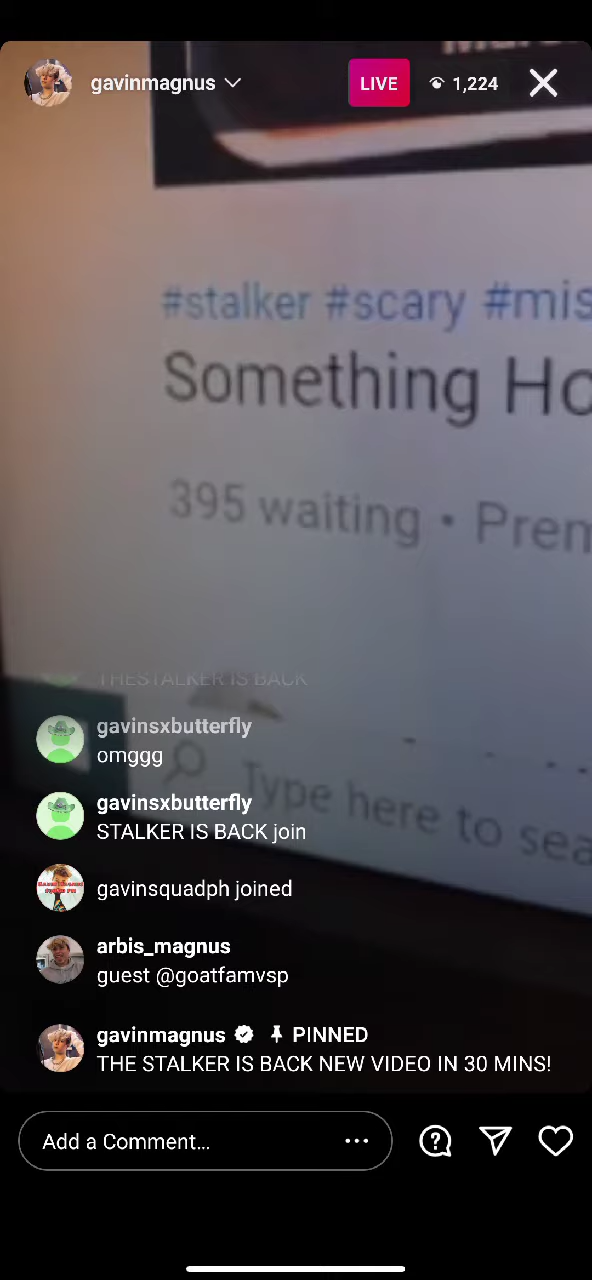 gavinmagnus
LIVE
1,224
#stalker #scary #mis
Something Ho
395 waiting • Prem
THESTALKER IS BACK
gavinsxbutterfly
omggg
Type here to sea
gavinsxbutterfly
STALKER IS BACK join
gavinsquadph joined
arbis_magnus
guest @goatfamvsp
gavinmagnus PINNED
THE STALKER IS BACK NEW VIDEO IN 30 MINS!
Add a Comment...